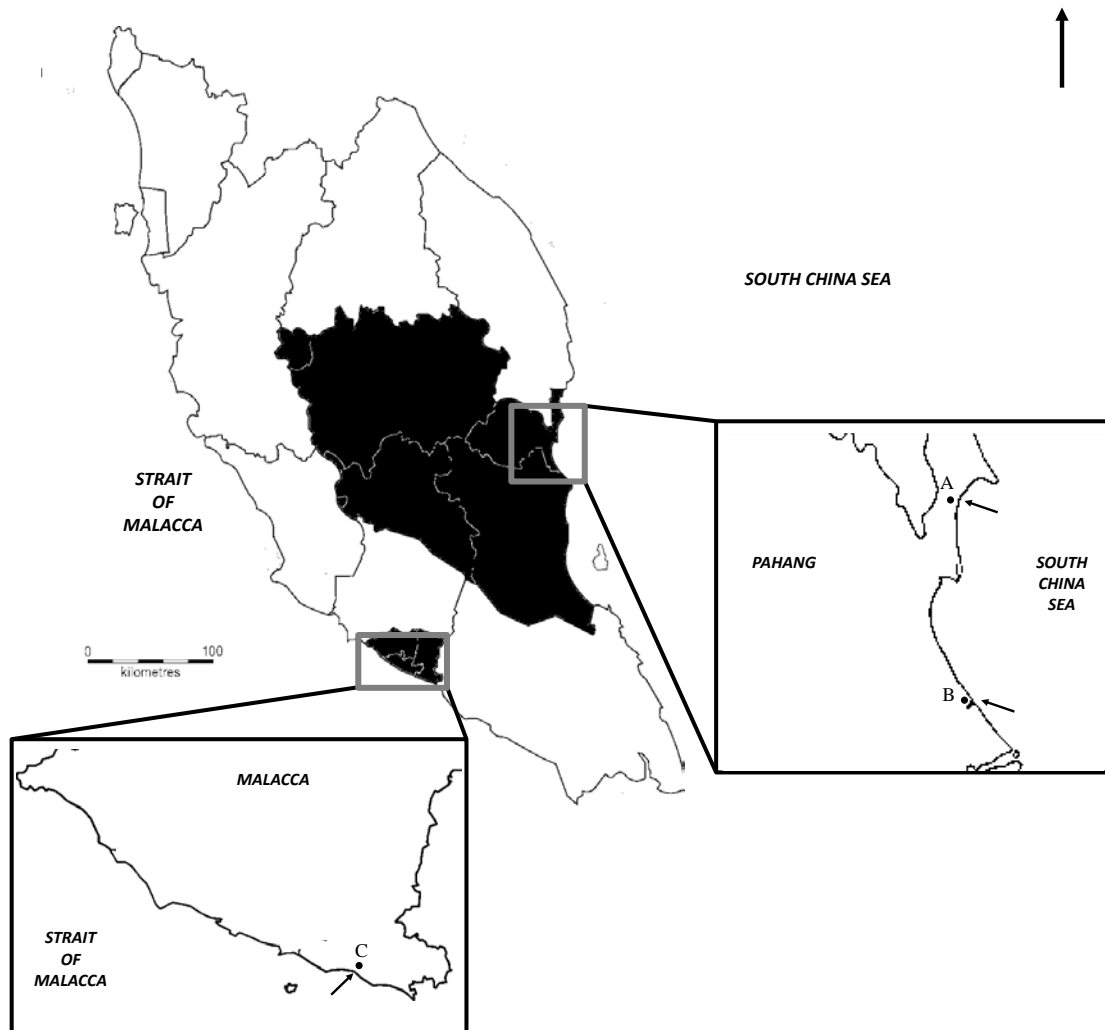 SOUTH CHINA SEA
STRAIT
OF
MALACCA
0
100
kilometres
A
PAHANG
SOUTH
CHINA
SEA
B
MALACCA
C
STRAIT
OF
MALACCA